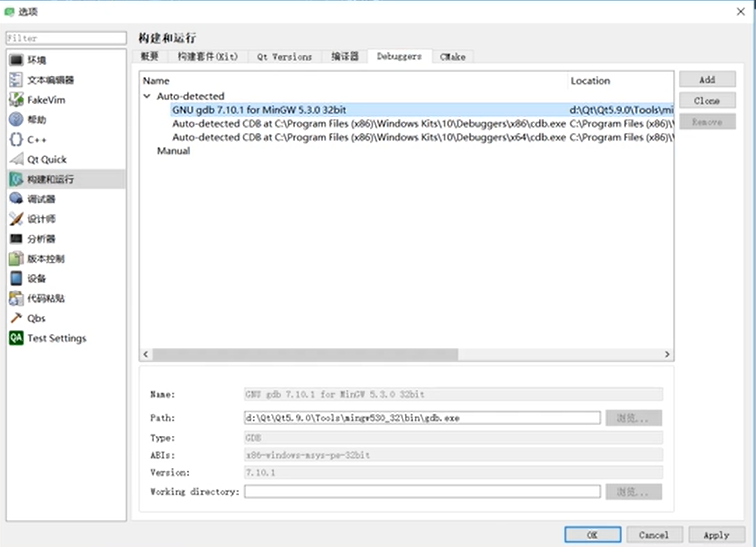 选项
Filter
环境
文本编辑器
FakeVim
帮助
C++
Qt Quick
构建和运行
调试器
设计师
分析器
版本控制
设备
代码粘贴
Qbs
QA Test Settings
构建和运行
概要 构建套件(Kit) Qt Versions 编译器 Debuggers CMake
Name Location
Auto-detected
GNU gdb 7.10.1 for MinGW 5.3.0 32bit d:\Qt\Qt5.9.0\Tools\mi
Auto-detected CDB at C:\Program Files (x86)\Windows Kits\10\Debuggers\x86\cdb.exe C:\Program Files (x86)\
Auto-detected CDB at C:\Program Files (x86)\Windows Kits\10\Debuggers\x64\cdb.exe C:\Program Files (x86)\
Manual
Add
Clone
Remove
Name: GNU gdb 7.10.1 for MinGW 5.3.0 32bit
Path: d:\Qt\Qt5.9.0\Tools\mingw530_32\bin\gdb.exe 浏览...
Type: GDB
ABIs: x86-windows-msys-pe-32bit
Version: 7.10.1
Working directory: 浏览...
OK Cancel Apply